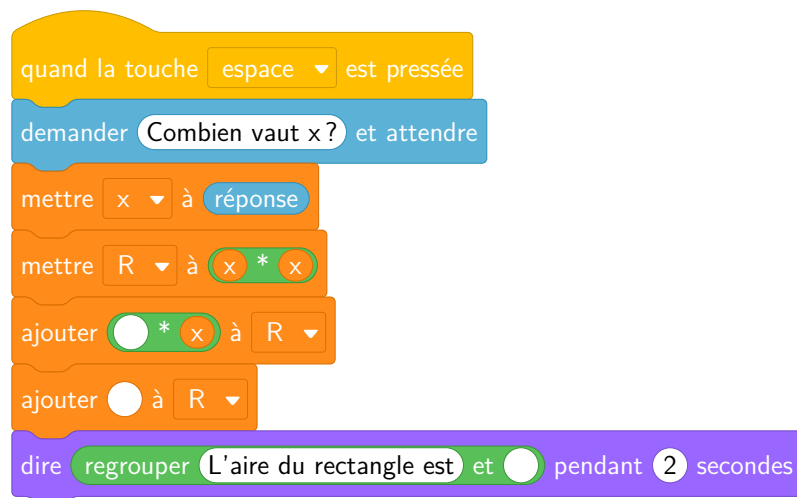 quand la touche espace est pressée
demander Combien vaut x ? et attendre
mettre x à réponse
mettre R à x * x
ajouter * x à R
ajouter à R
dire regrouper L'aire du rectangle est et pendant 2 secondes